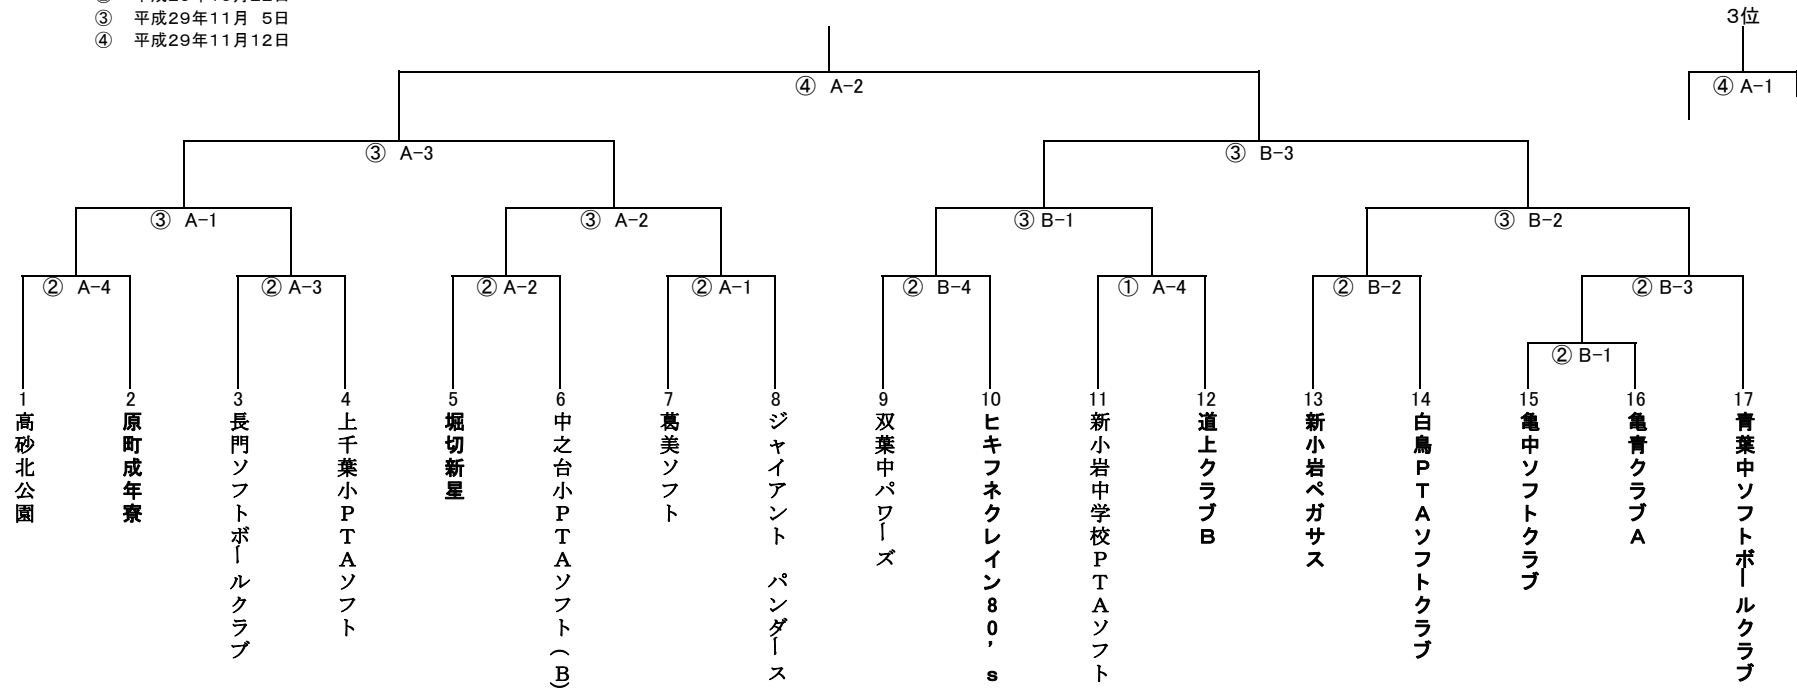 ③ 平成29年11月 5日
④ 平成29年11月12日
3位
④ A-2
④ A-1
③ A-3
③ B-3
③ A-1
③ A-2
③ B-1
③ B-2
② A-4
② A-3
② A-2
② A-1
② B-4
① A-4
② B-2
② B-3
② B-1
1
高砂北公園
2
原町成年寮
3
長門ソフトボールクラブ
4
上千葉小PTAソフト
5
堀切新星
6
中之台小PTAソフト(B)
7
葛美ソフト
8
ジャイアント パンダース
9
双葉中パワーズ
10
ヒキフネクレイン80's
11
新小岩中学校PTAソフト
12
道上クラブB
13
新小岩ペガサス
14
白鳥PTAソフトクラブ
15
亀中ソフトクラブ
16
亀青クラブA
17
青葉中ソフトボールクラブ